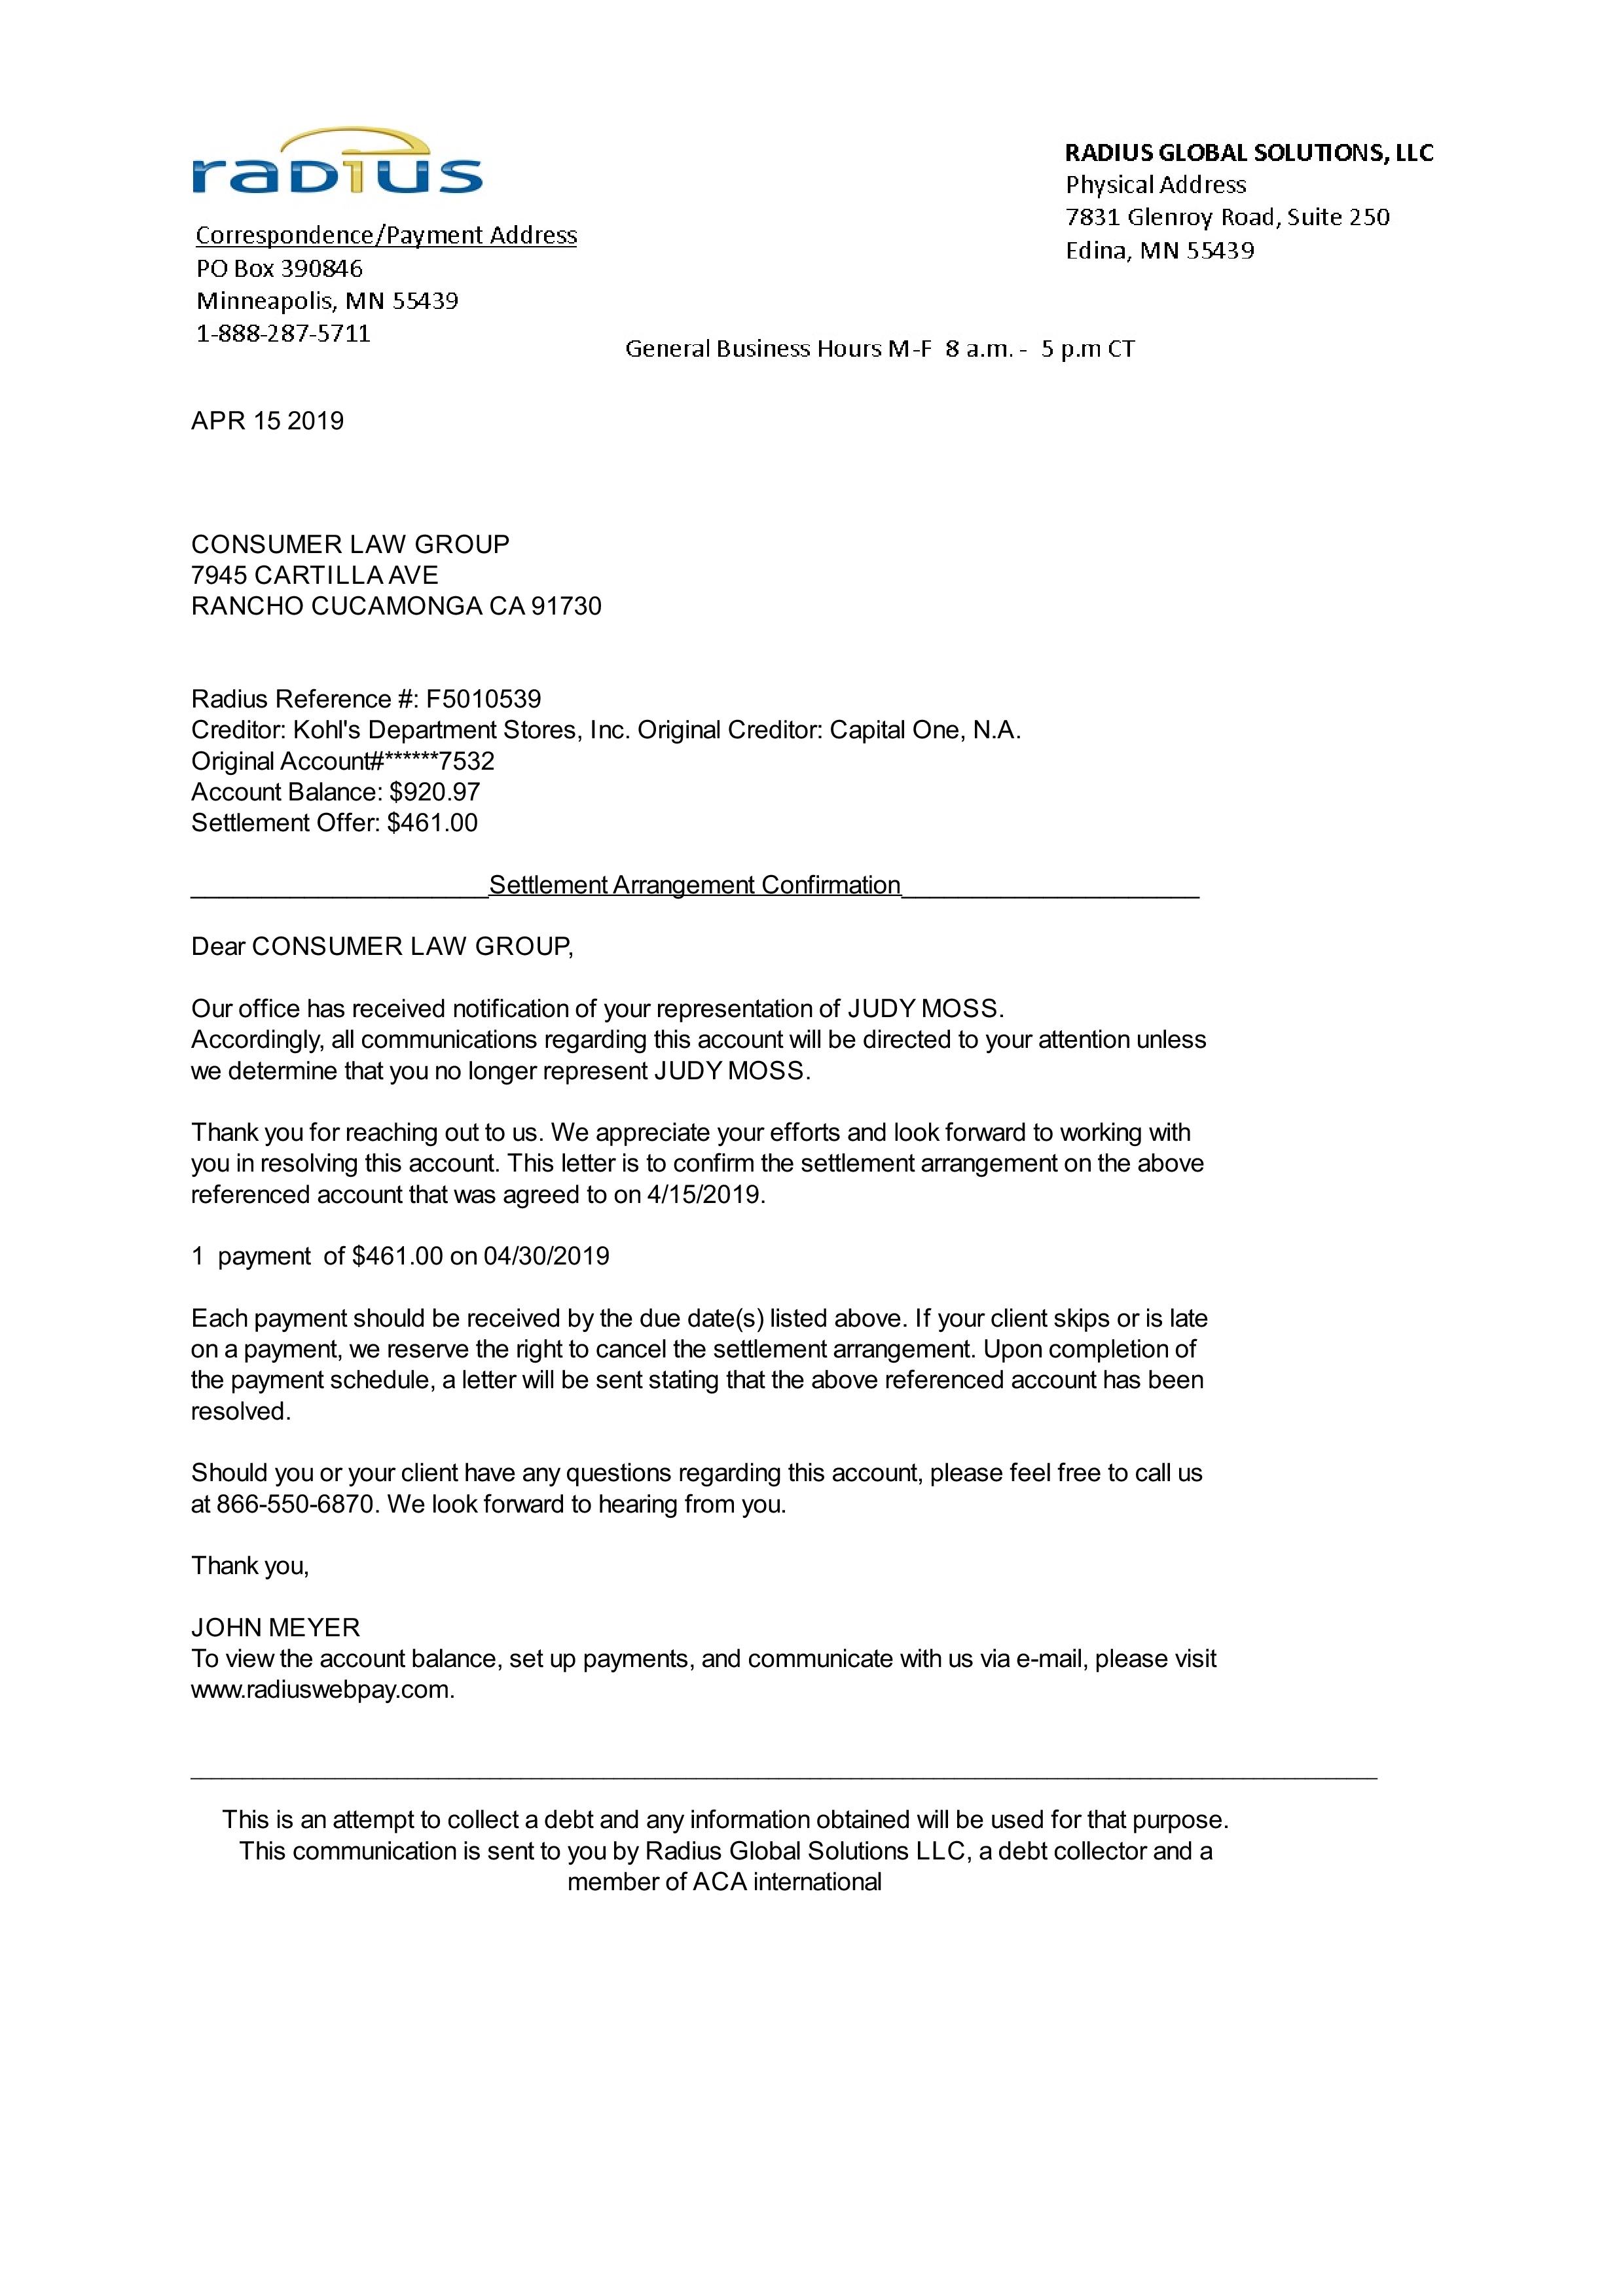 radius
RADIUS GLOBAL SOLUTIONS, LLC
Physical Address
7831 Glenroy Road, Suite 250
Edina, MN 55439
Correspondence/Payment Address
PO Box 390846
Minneapolis, MN 55439
1-888-287-5711
General Business Hours M-F  8 a.m. -  5 p.m CT
APR 15 2019
CONSUMER LAW GROUP
7945 CARTILLA AVE
RANCHO CUCAMONGA CA 91730
Radius Reference #: F5010539
Creditor: Kohl's Department Stores, Inc. Original Creditor: Capital One, N.A.
Original Account#******7532
Account Balance: $920.97
Settlement Offer: $461.00
Settlement Arrangement Confirmation
Dear CONSUMER LAW GROUP,
Our office has received notification of your representation of JUDY MOSS.
Accordingly, all communications regarding this account will be directed to your attention unless
we determine that you no longer represent JUDY MOSS.
Thank you for reaching out to us. We appreciate your efforts and look forward to working with
you in resolving this account. This letter is to confirm the settlement arrangement on the above
referenced account that was agreed to on 4/15/2019.
1  payment  of $461.00 on 04/30/2019
Each payment should be received by the due date(s) listed above. If your client skips or is late
on a payment, we reserve the right to cancel the settlement arrangement. Upon completion of
the payment schedule, a letter will be sent stating that the above referenced account has been
resolved.
Should you or your client have any questions regarding this account, please feel free to call us
at 866-550-6870. We look forward to hearing from you.
Thank you,
JOHN MEYER
To view the account balance, set up payments, and communicate with us via e-mail, please visit
www.radiuswebpay.com.
This is an attempt to collect a debt and any information obtained will be used for that purpose.
This communication is sent to you by Radius Global Solutions LLC, a debt collector and a
member of ACA international